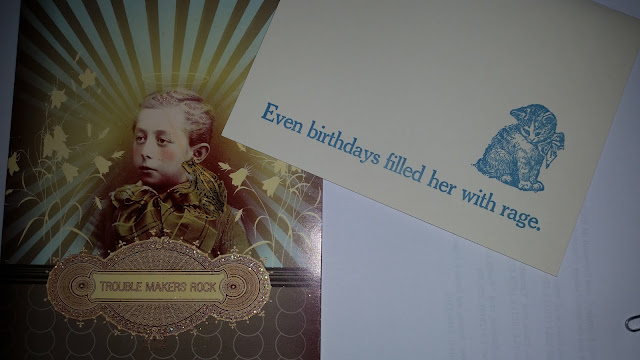 TROUBLE MAKERS ROCK
Even birthdays filled her with rage.